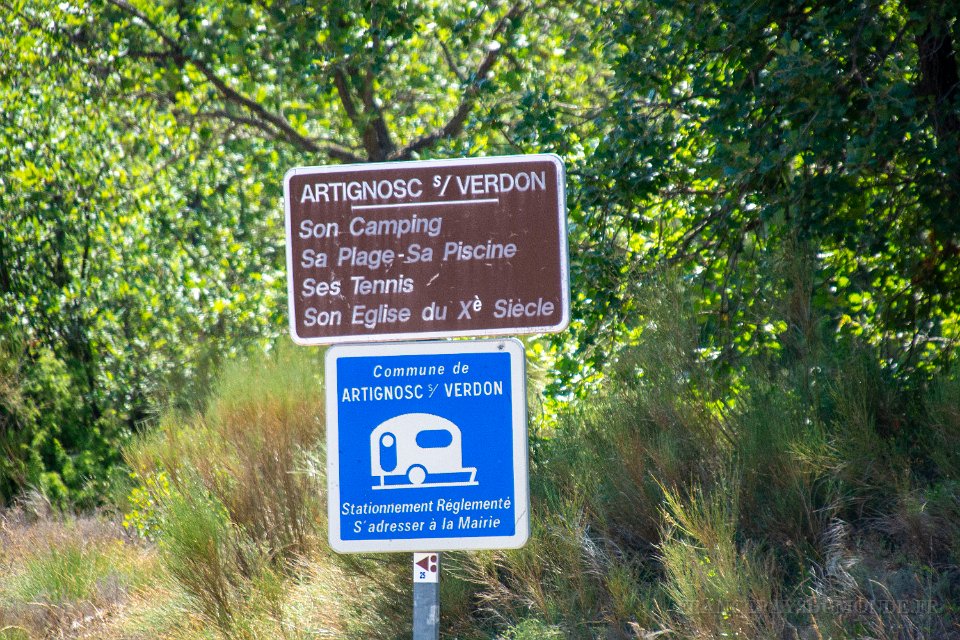 ARTIGNOSC s/ VERDON
Son Camping
Sa Plage - Sa Piscine
Ses Tennis
Son Eglise du Xè Siècle
Commune de
ARTIGNOSC s/ VERDON
Stationnement Réglementé
S'adresser à la Mairie
25